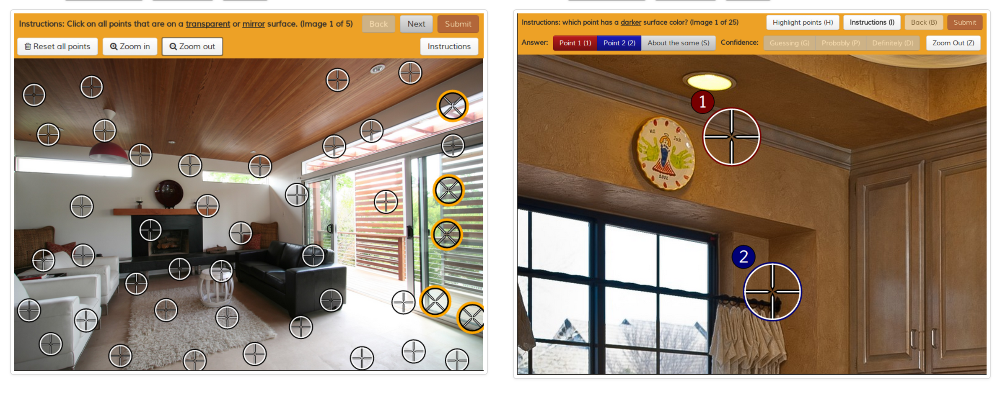 Instructions: Click on all points that are on a transparent or mirror surface. (Image 1 of 5)
Back
Next
Submit
Reset all points
Zoom in
Zoom out
Instructions
Instructions: which point has a darker surface color? (Image 1 of 25)
Highlight points (H)
Instructions (I)
Back (B)
Submit
Answer:
Point 1 (1)
Point 2 (2)
About the same (S)
Confidence:
Guessing (G)
Probably (P)
Definitely (D)
Zoom Out (Z)
1
Will
Jack
2001
2